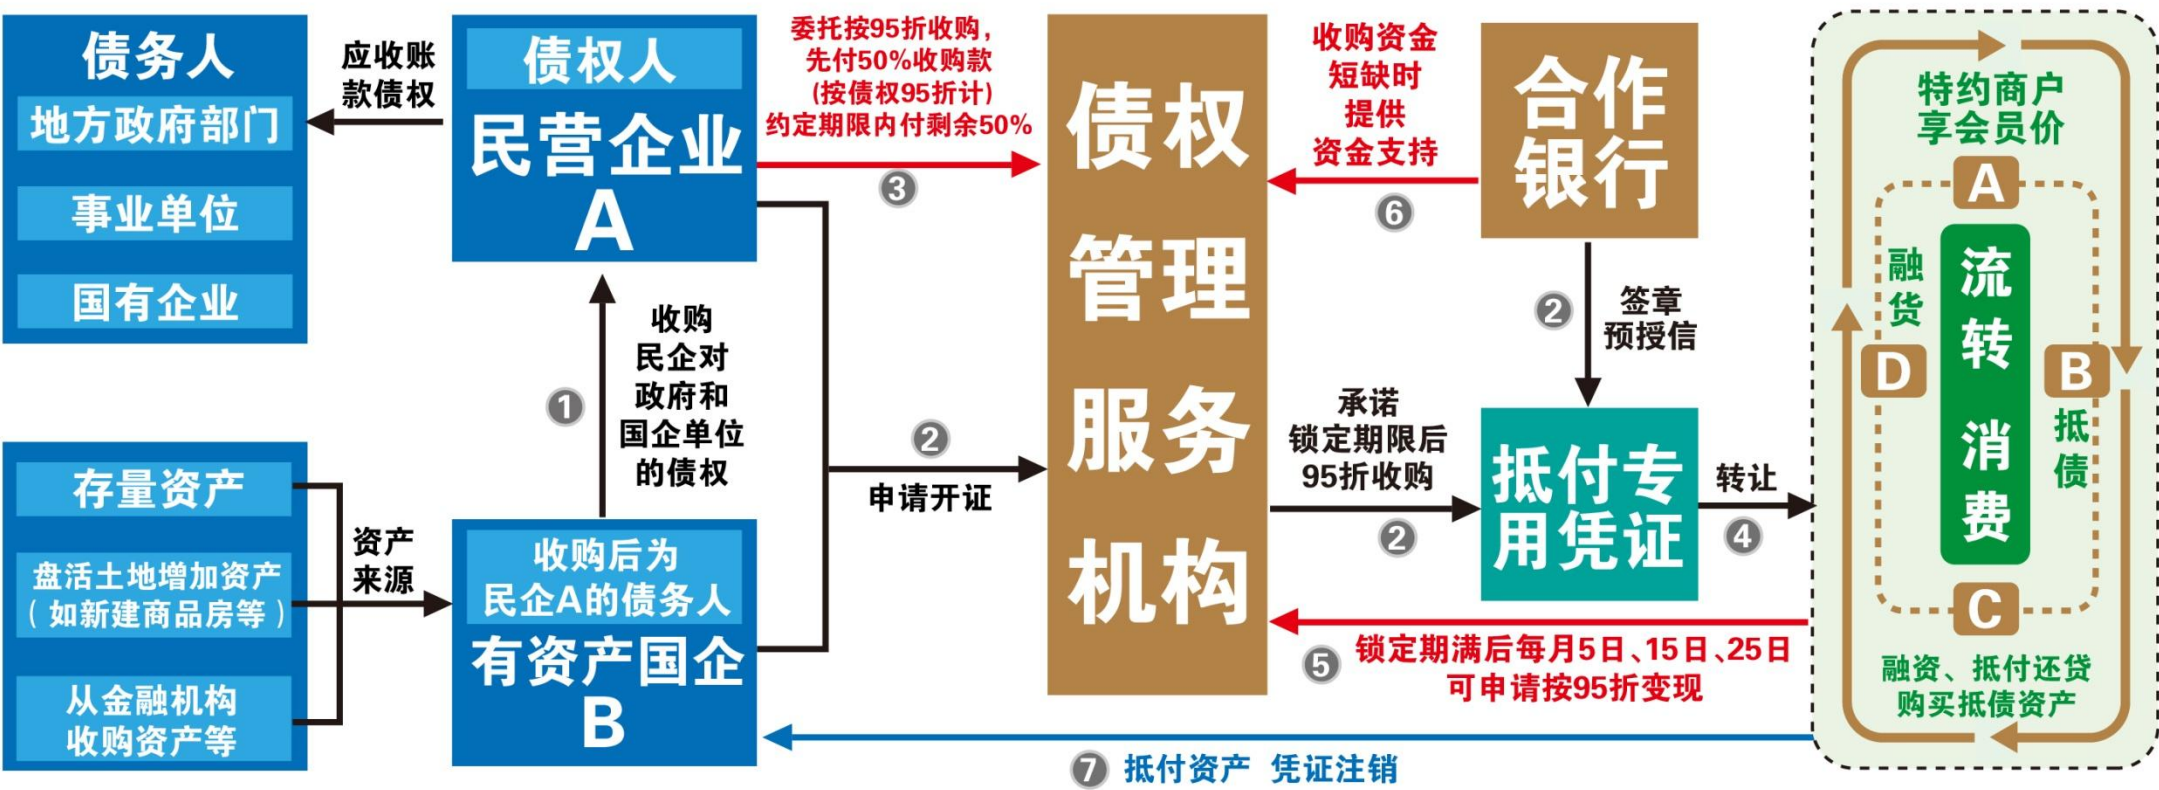 债务人
地方政府部门
事业单位
国有企业
应收账
款债权
债权人
民营企业
A
委托按95折收购，
先付50%收购款
(按债权95折计)
约定期限内付剩余50%
3
债权
管理
服务
机构
收购资金
短缺时
提供
资金支持
6
合作
银行
2
签章
预授信
特约商户
享会员价
A
融
货
流
转
消
费
D
B
抵
债
C
融资、抵付还贷
购买抵债资产
1
收购
民企对
政府和
国企单位
的债权
2
申请开证
承诺
锁定期限后
95折收购
2
抵付专
用凭证
转让
4
存量资产
盘活土地增加资产
（如新建商品房等）
从金融机构
收购资产等
资产
来源
收购后为
民企A的债务人
有资产国企
B
5
锁定期满后每月5日、15日、25日
可申请按95折变现
7
抵付资产 凭证注销